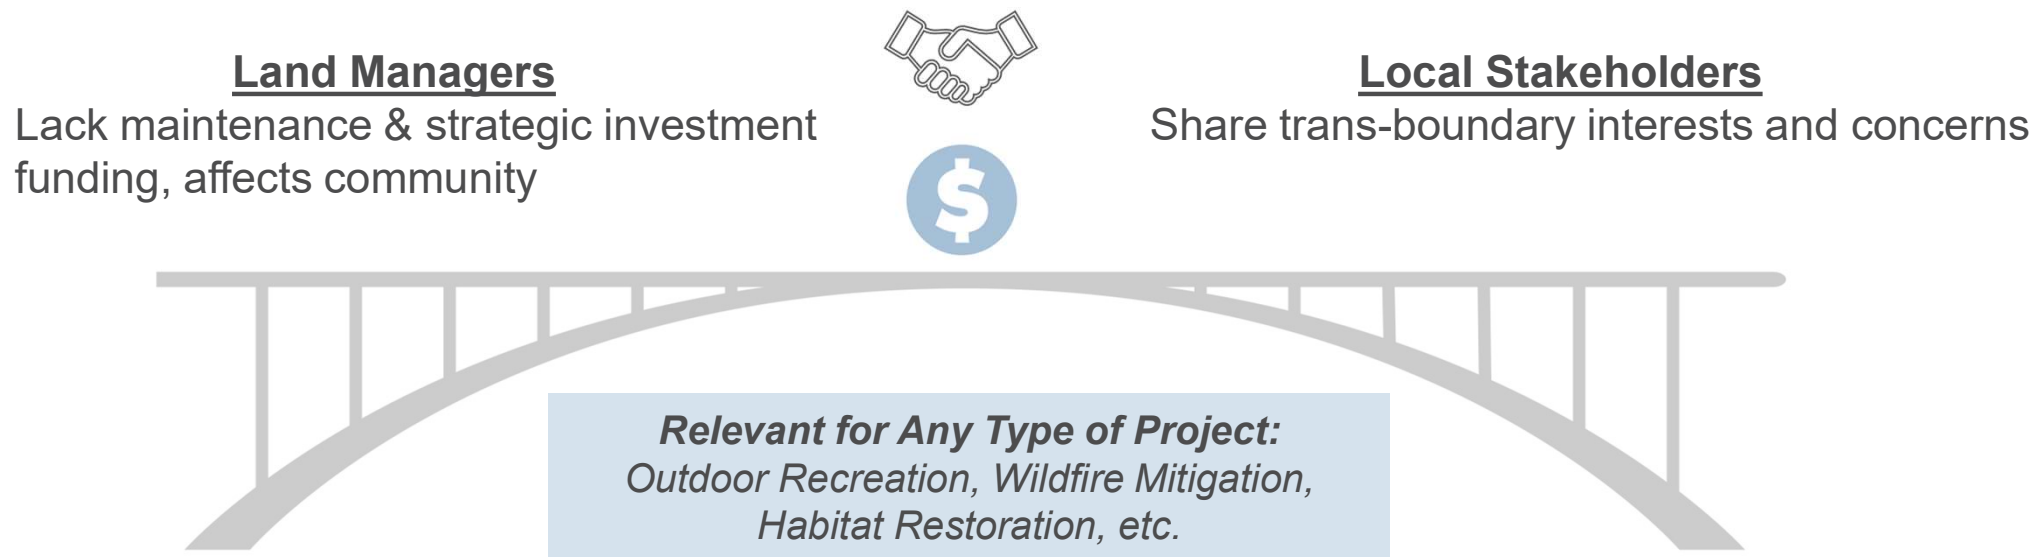 Land Managers
Lack maintenance & strategic investment
funding, affects community
$
Local Stakeholders
Share trans-boundary interests and concerns
Relevant for Any Type of Project:
Outdoor Recreation, Wildfire Mitigation,
Habitat Restoration, etc.